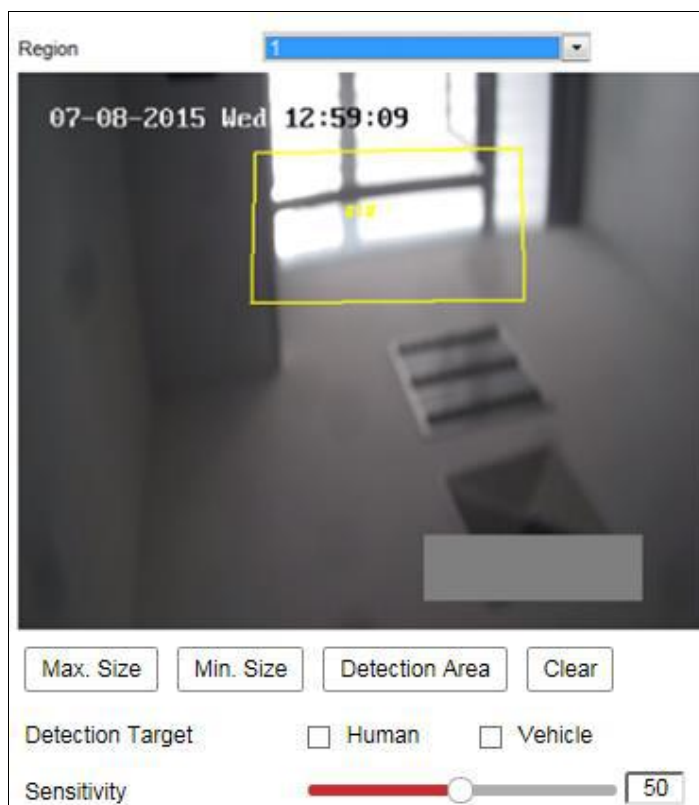 Region 1
07-08-2015 Wed 12:59:09
Max. Size Min. Size Detection Area Clear
Detection Target Human Vehicle
Sensitivity 50